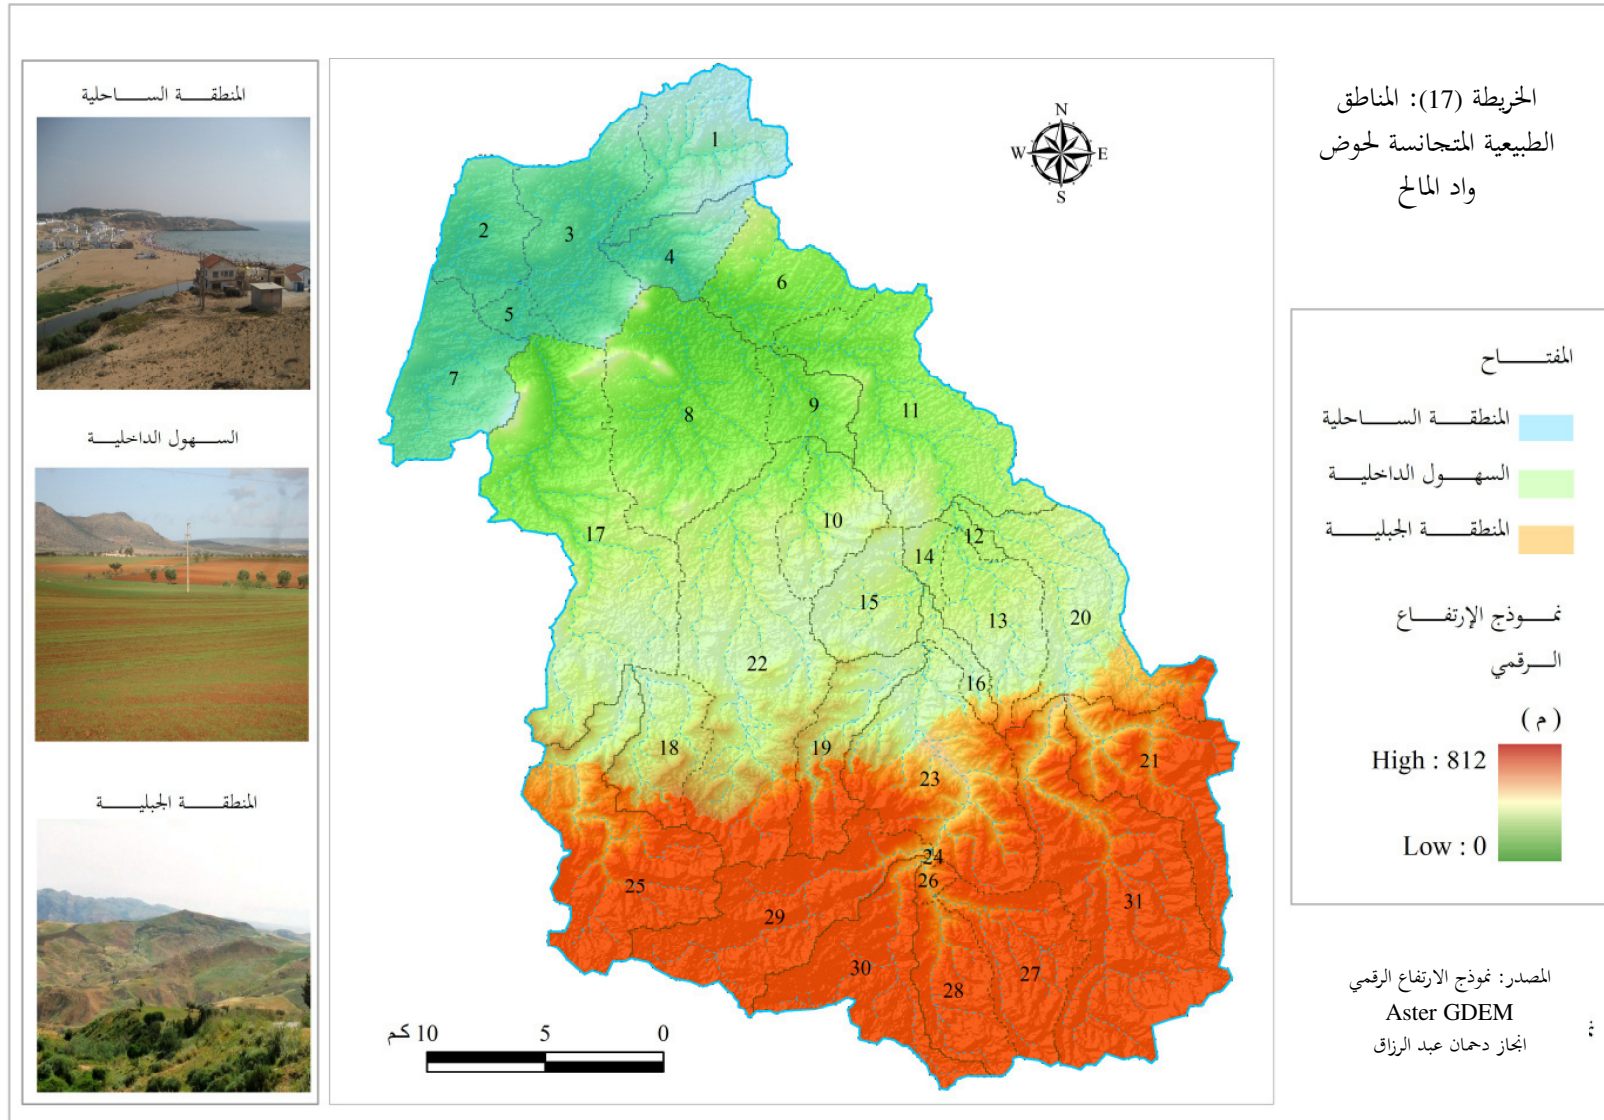 الخريطة (17): المناطق
الطبيعية المتجانسة لحوض
واد المالح
المنطقة الساحلية
السهول الداخلية
المنطقة الجبلية
N
W
E
S
1
2
3
4
5
6
7
8
9
10
11
12
13
14
15
16
17
18
19
20
21
22
23
24
25
26
27
28
29
30
31
10 5 0 كم
المفتاح
المنطقة الساحلية
السهول الداخلية
المنطقة الجبلية
نموذج الإرتفاع
الرقمي
(م)
High : 812
Low : 0
المصدر: نموذج الارتفاع الرقمي
Aster GDEM
انجاز دحمان عبد الرزاق